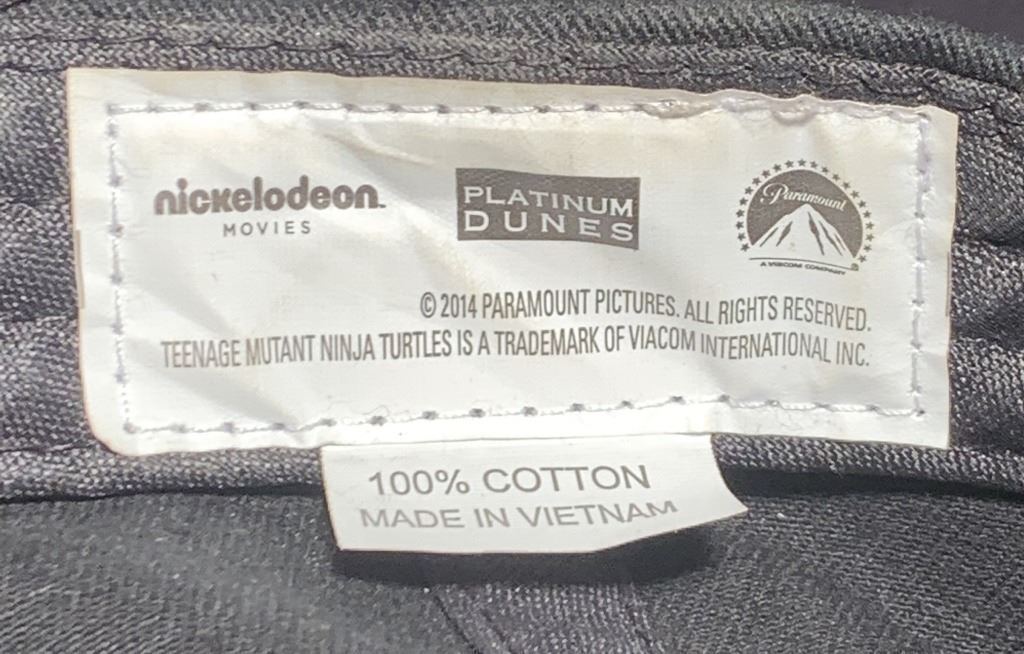 nickelodeon
MOVIES
PLATINUM
DUNES
Paramount
A VIACOM COMPANY
®
© 2014 PARAMOUNT PICTURES. ALL RIGHTS RESERVED.
TEENAGE MUTANT NINJA TURTLES IS A TRADEMARK OF VIACOM INTERNATIONAL INC.
100% COTTON
MADE IN VIETNAM